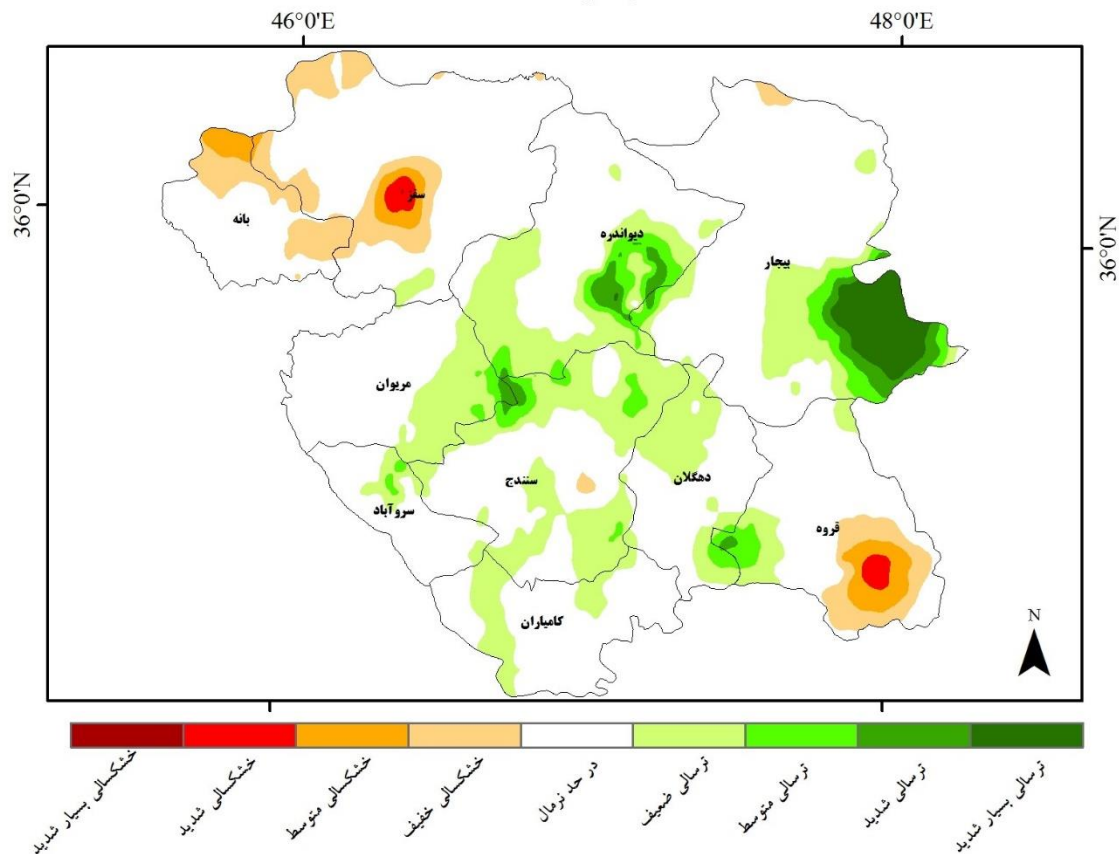 46°0'E
48°0'E
36°0'N
36°0'N
سقز
بانه
دیواندره
بیجار
مریوان
سنندج
دهگلان
سروآباد
قروه
کامیاران
N
خشکسالی بسیار شدید
خشکسالی شدید
خشکسالی متوسط
خشکسالی خفیف
در حد نرمال
ترسالی ضعیف
ترسالی متوسط
ترسالی شدید
ترسالی بسیار شدید